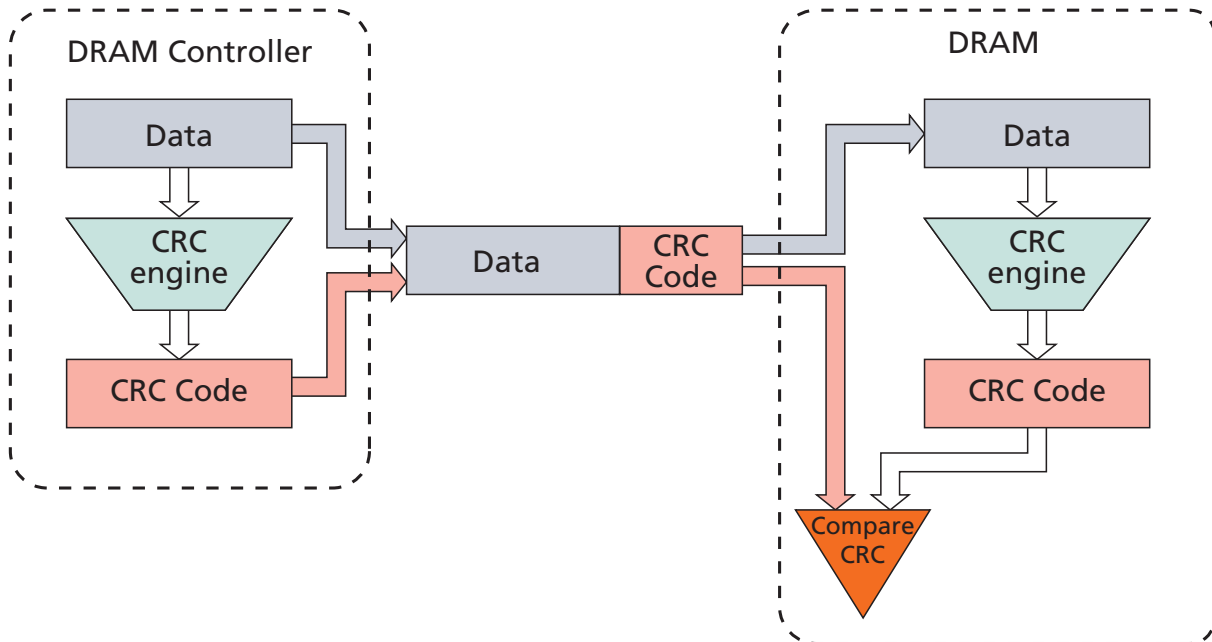 DRAM Controller
Data
CRC
engine
CRC Code
Data
CRC
Code
DRAM
Data
CRC
engine
CRC Code
Compare
CRC